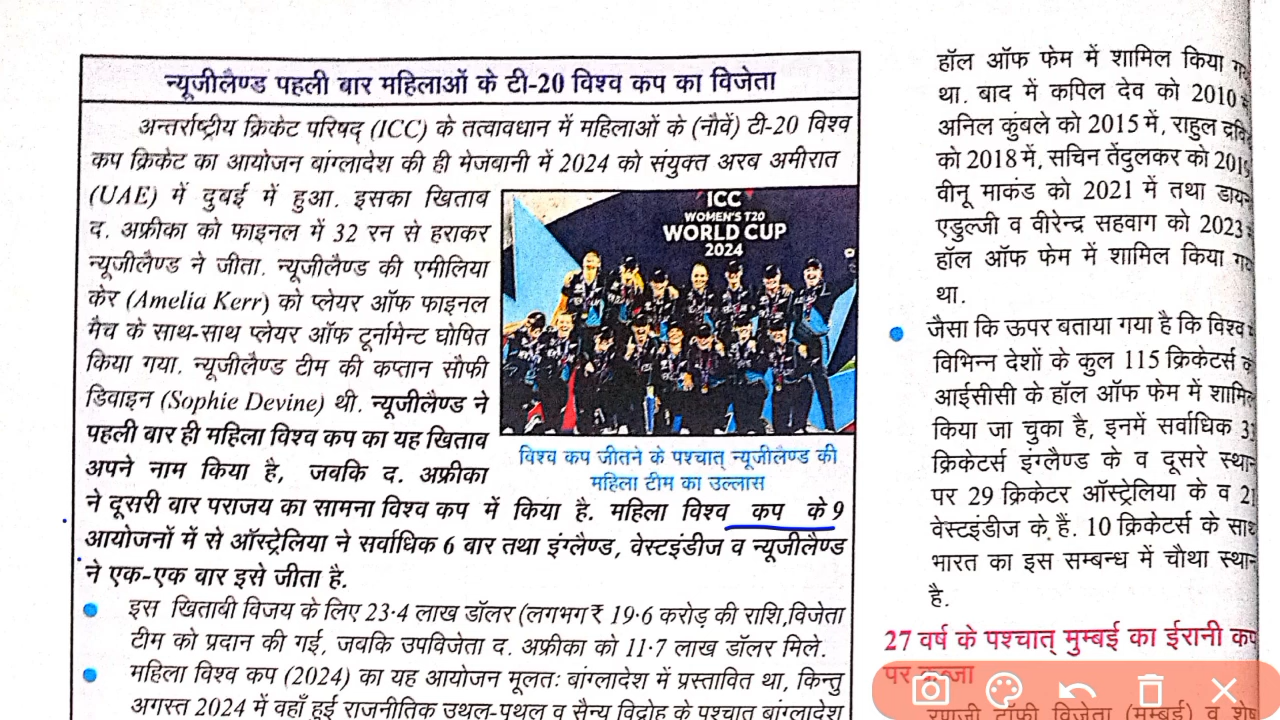 न्यूजीलैण्ड पहली बार महिलाओं के टी-20 विश्व कप का विजेता
अन्तर्राष्ट्रीय क्रिकेट परिषद् (ICC) के तत्वावधान में महिलाओं के (नौवें) टी-20 विश्व
कप क्रिकेट का आयोजन बांग्लादेश की ही मेजबानी में 2024 को संयुक्त अरब अमीरात
(UAE) में दुबई में हुआ. इसका खिताब
द. अफ्रीका को फाइनल में 32 रन से हराकर
न्यूजीलैण्ड ने जीता. न्यूजीलैण्ड की एमीलिया
केर (Amelia Kerr) को प्लेयर ऑफ फाइनल
मैच के साथ-साथ प्लेयर ऑफ टूर्नामेन्ट घोषित
किया गया. न्यूजीलैण्ड टीम की कप्तान सौफी
डिवाइन (Sophie Devine) थी. न्यूजीलैण्ड ने
पहली बार ही महिला विश्व कप का यह खिताब
अपने नाम किया है, जबकि द. अफ्रीका
ICC
WOMEN'S T20
WORLD CUP
2024
विश्व कप जीतने के पश्चात् न्यूजीलैण्ड की
महिला टीम का उल्लास
ने दूसरी बार पराजय का सामना विश्व कप में किया है. महिला विश्व कप के 9
आयोजनों में से ऑस्ट्रेलिया ने सर्वाधिक 6 बार तथा इंग्लैण्ड, वेस्टइंडीज व न्यूजीलैण्ड
ने एक-एक बार इसे जीता है.
इस खिताबी विजय के लिए 23·4 लाख डॉलर (लगभग ₹ 19·6 करोड़ की राशि, विजेता
टीम को प्रदान की गई, जबकि उपविजेता द. अफ्रीका को 11·7 लाख डॉलर मिले.
महिला विश्व कप (2024) का यह आयोजन मूलतः बांग्लादेश में प्रस्तावित था, किन्तु
अगस्त 2024 में वहाँ हुई राजनीतिक उथल-पुथल व सैन्य विद्रोह के पश्चात बांग्लादेश
हॉल ऑफ फेम में शामिल किया
था. बाद में कपिल देव को 2010
अनिल कुंबले को 2015 में, राहुल
को 2018 में, सचिन तेंदुलकर को
वीनू माकंड को 2021 में तथा
एडुल्जी व वीरेन्द्र सहवाग को 2023
हॉल ऑफ फेम में शामिल किया
था.
जैसा कि ऊपर बताया गया है कि विश्व
विभिन्न देशों के कुल 115 क्रिकेटर्स
आईसीसी के हॉल ऑफ फेम में
किया जा चुका है, इनमें सर्वाधिक
क्रिकेटर्स इंग्लैण्ड के व दूसरे
पर 29 क्रिकेटर ऑस्ट्रेलिया के व
वेस्टइंडीज के हैं. 10 क्रिकेटर्स के
भारत का इस सम्बन्ध में चौथा
है.
27 वर्ष के पश्चात् मुम्बई का ईरानी
पर कब्जा
रणजी ट्रॉफी विजेता (मुम्बई) व